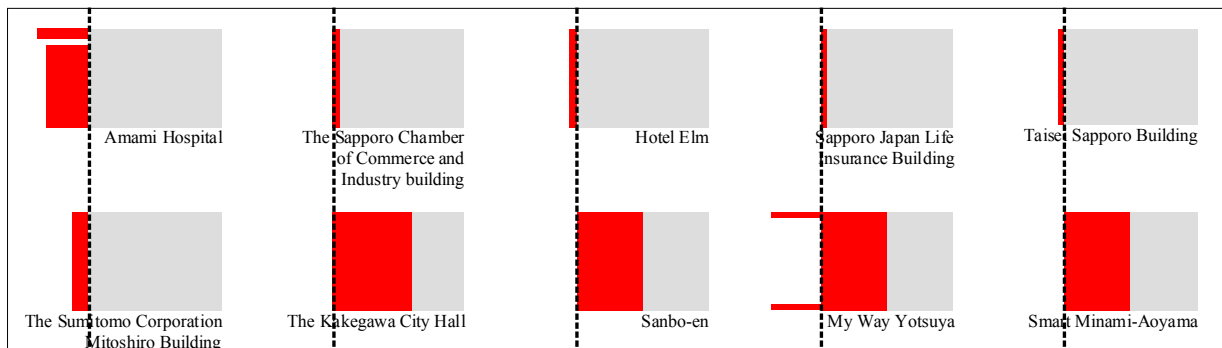 Amami Hospital
The Sapporo Chamber
of Commerce and
Industry building
Hotel Elm
Sapporo Japan Life
Insurance Building
Taisei Sapporo Building
The Sumitomo Corporation
Mitoshiro Building
The Kakegawa City Hall
Sanbo-en
My Way Yotsuya
Smart Minami-Aoyama